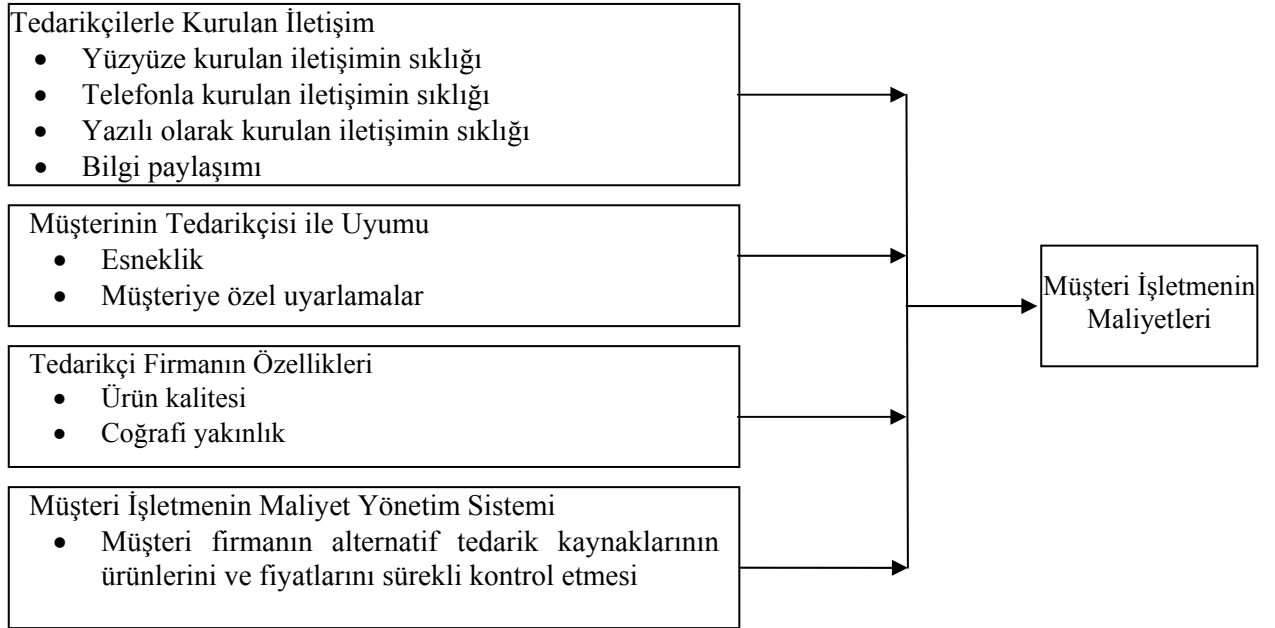 Tedarikçilerle Kurulan İletişim
• Yüzyüze kurulan iletişimin sıklığı
• Telefonla kurulan iletişimin sıklığı
• Yazılı olarak kurulan iletişimin sıklığı
• Bilgi paylaşımı
Müşterinin Tedarikçisi ile Uyumu
• Esneklik
• Müşteriye özel uyarlamalar
Tedarikçi Firmanın Özellikleri
• Ürün kalitesi
• Coğrafi yakınlık
Müşteri İşletmenin Maliyet Yönetim Sistemi
• Müşteri firmanın alternatif tedarik kaynaklarının
ürünlerini ve fiyatlarını sürekli kontrol etmesi
Müşteri İşletmenin
Maliyetleri